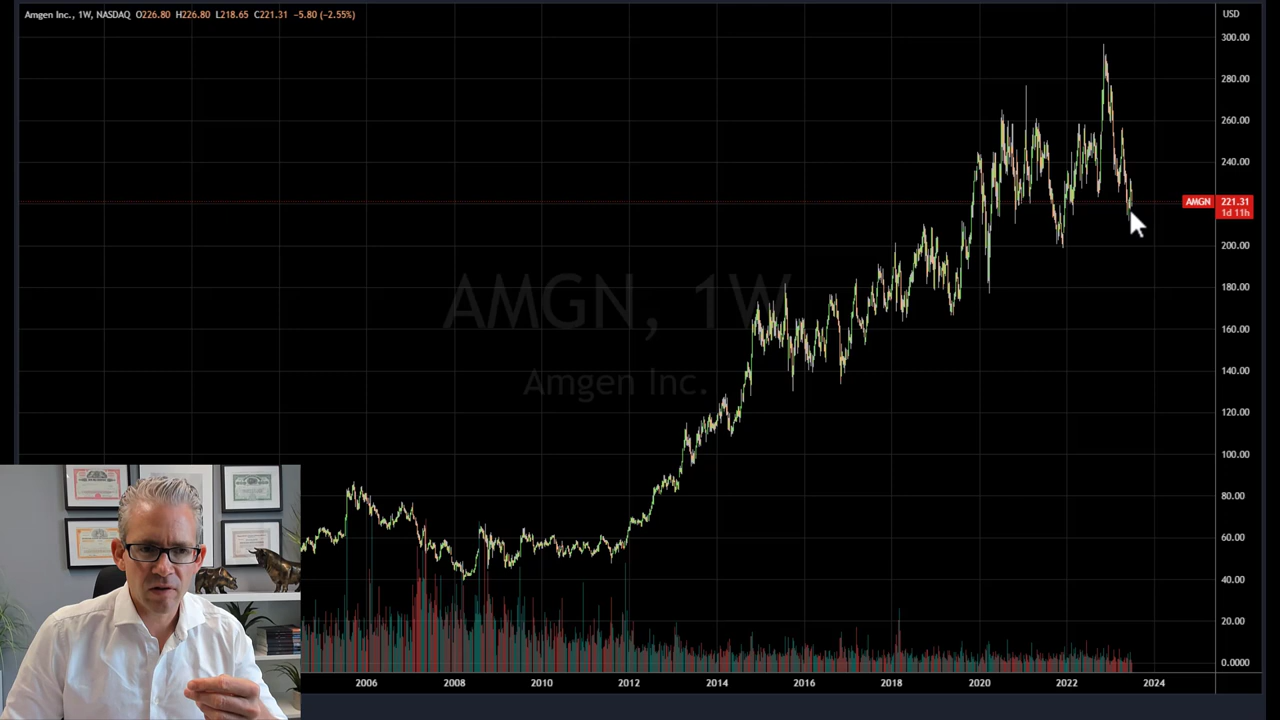 Amgen Inc., 1W, NASDAQ O226.80 H226.80 L218.65 C221.31 −5.80 (−2.55%)
USD
300.00
280.00
260.00
240.00
AMGN 221.31
1d 11h
200.00
180.00
AMGN, 1W
160.00
140.00
Amgen Inc.
120.00
100.00
80.00
60.00
40.00
20.00
0.0000
2006 2008 2010 2012 2014 2016 2018 2020 2022 2024